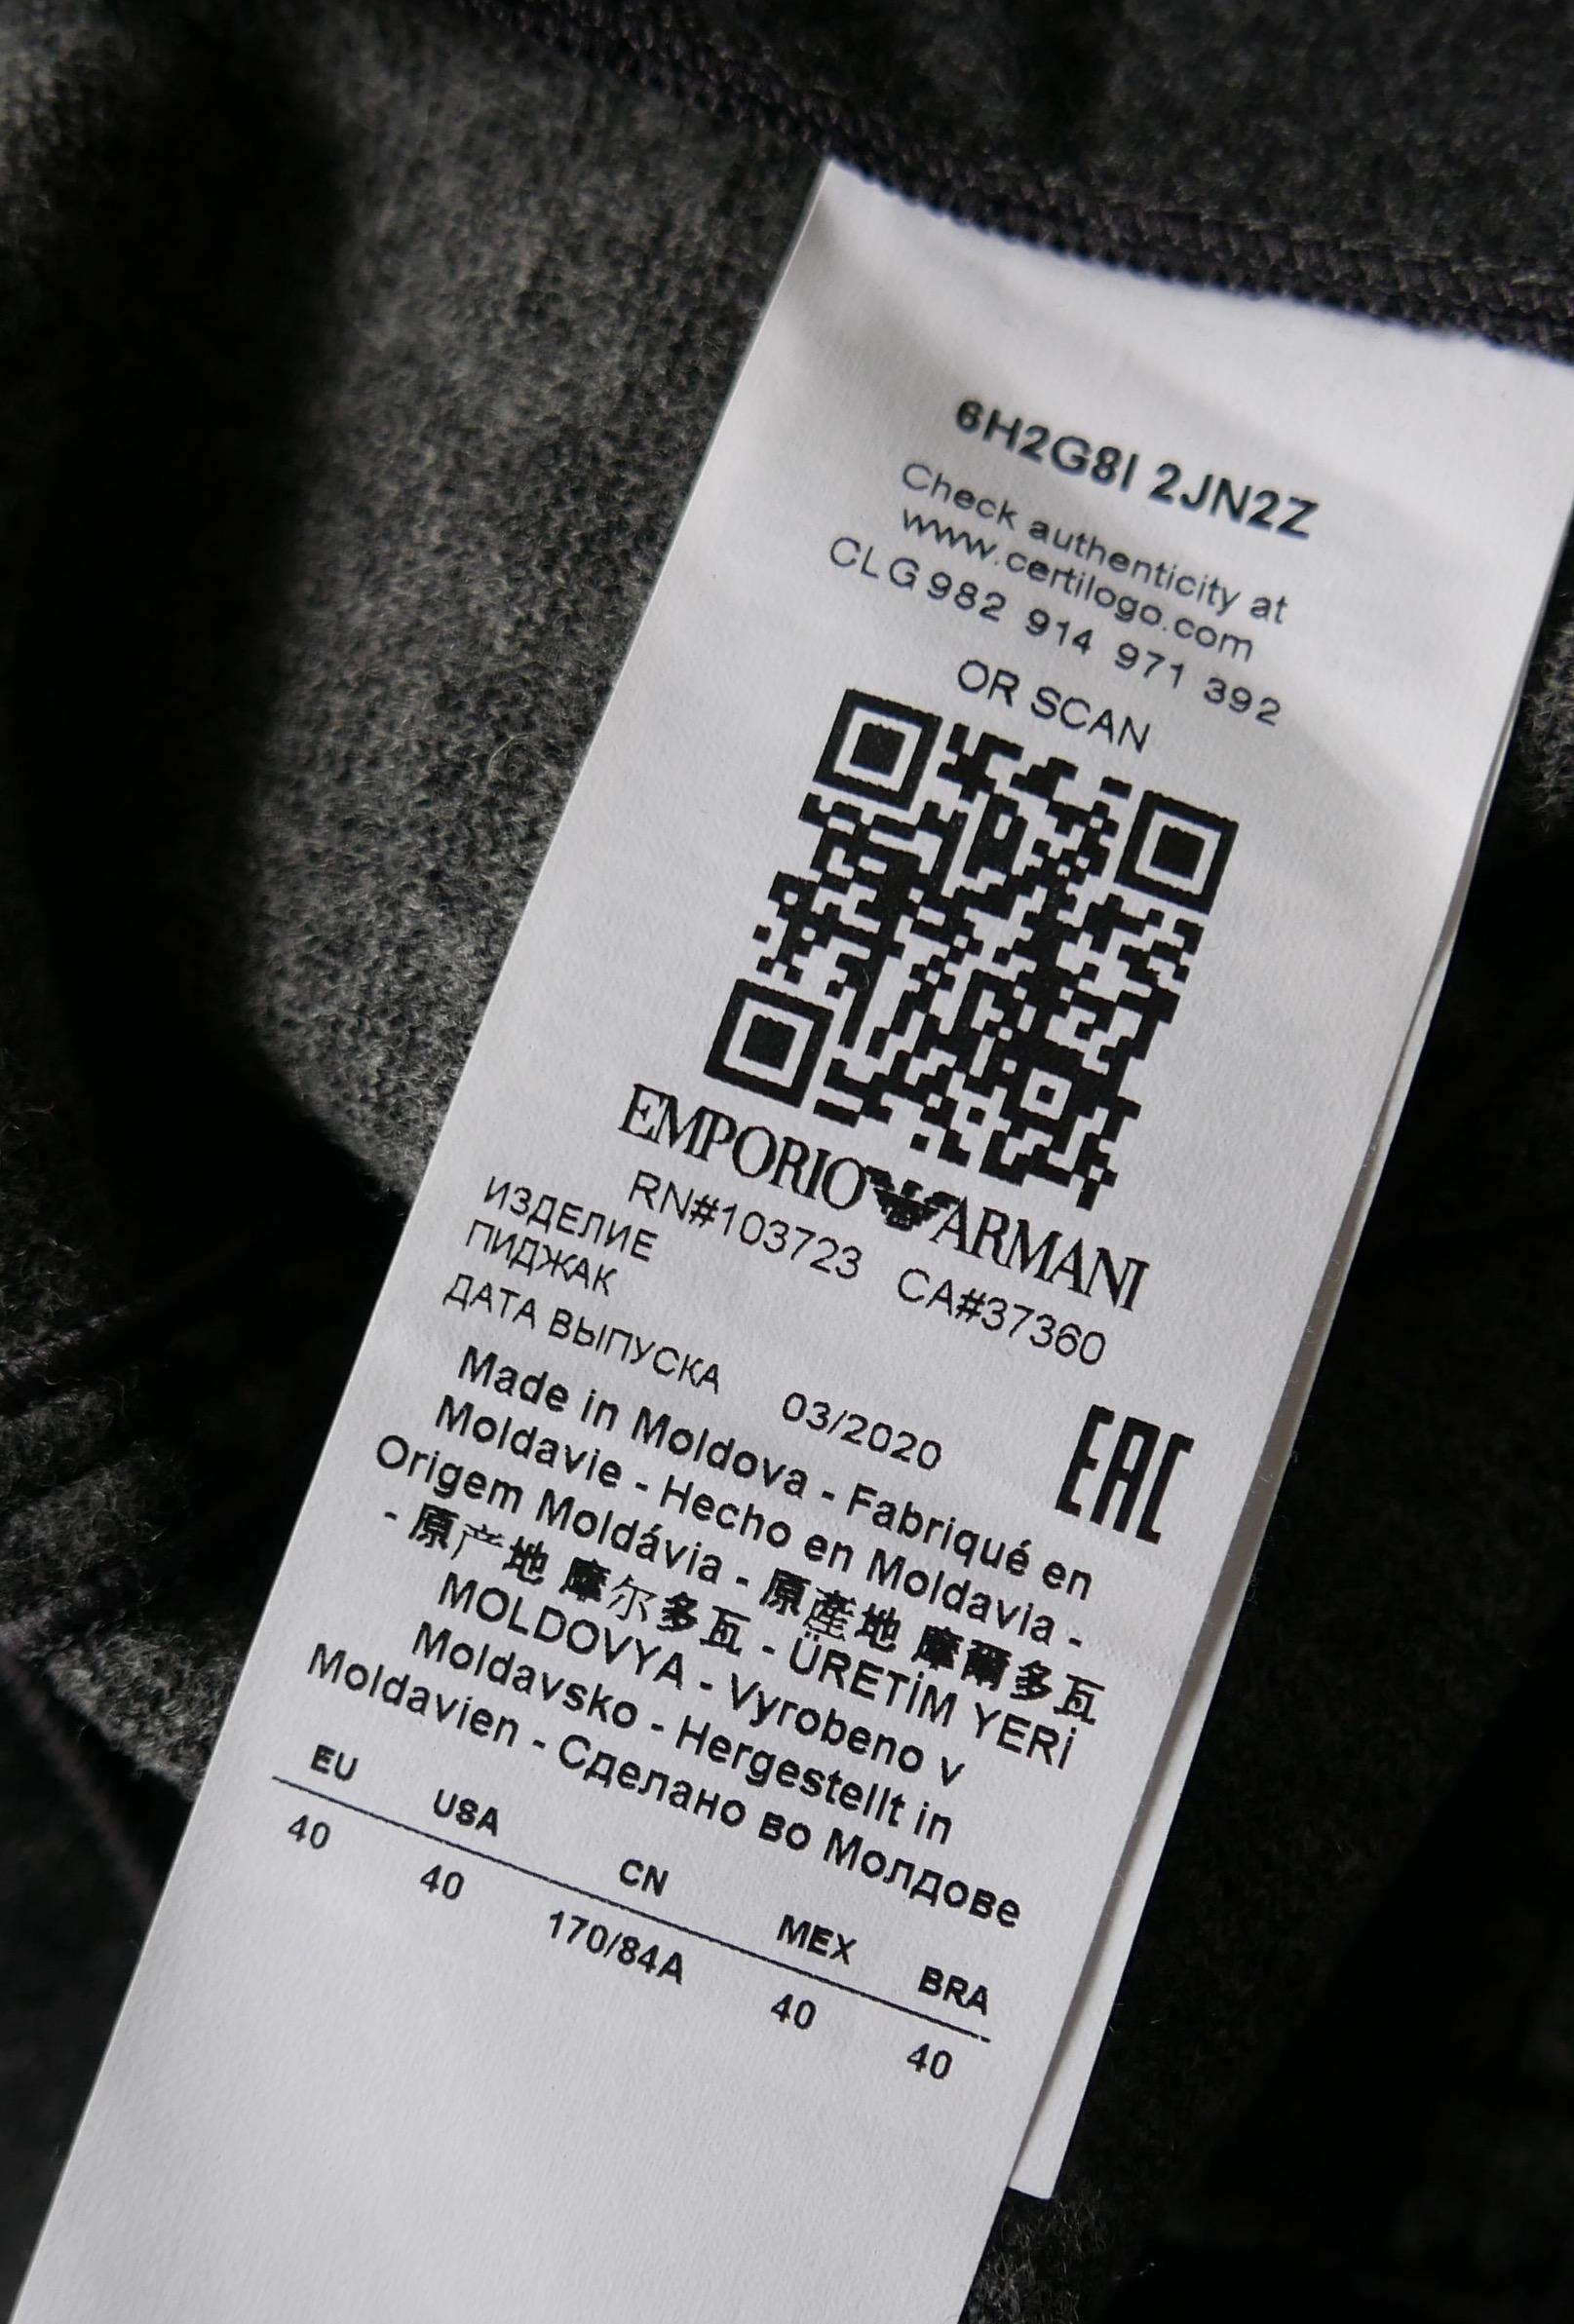 6H2G8I 2JN2Z
Check authenticity at
www.certilogo.com
CLG 982 914 971 392
OR SCAN
EMPORIO ARMANI
RN#103723 CA#37360
ИЗДЕЛИЕ
ПИДЖАК
ДАТА ВЫПУСКА 03/2020
EAC
Made in Moldova - Fabriqué en
Moldavie - Hecho en Moldavia -
Origem Moldávia - 原產地 摩爾多瓦
- 原产地 摩尔多瓦 - ÜRETİM YERİ
MOLDOVYA - Vyrobeno v
Moldavsko - Hergestellt in
Moldavien - Сделано во Молдове
EU USA CN MEX BRA
40 40 170/84A 40 40